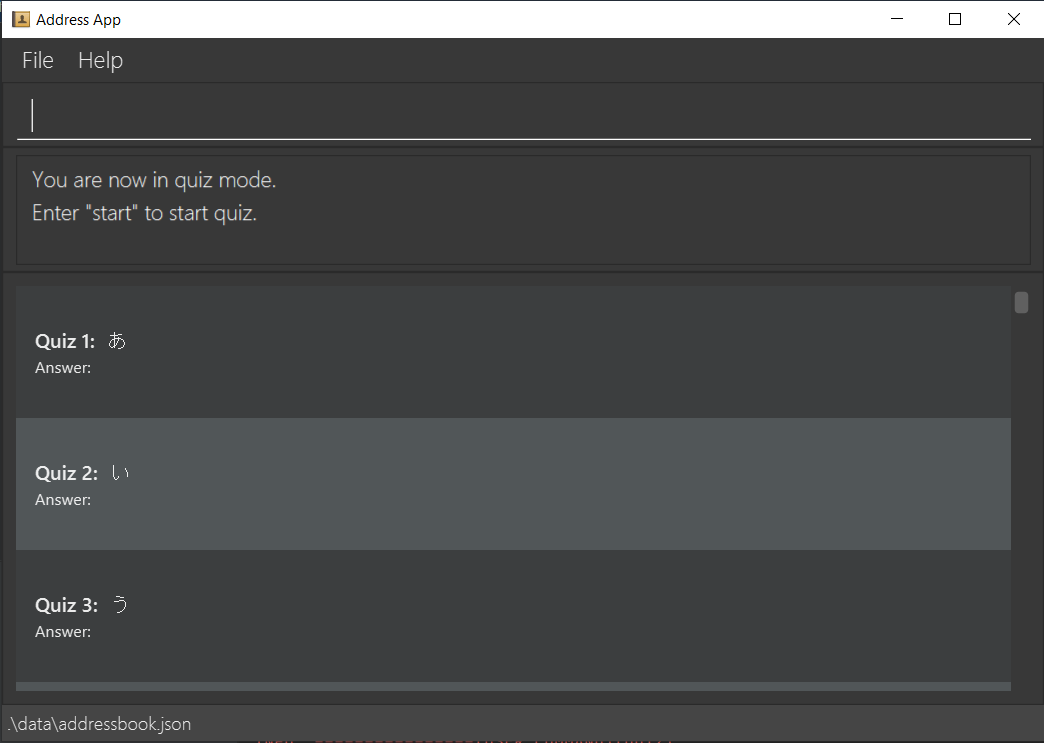 Address App
File Help
You are now in quiz mode.
Enter "start" to start quiz.
Quiz 1: あ
Answer:
Quiz 2: い
Answer:
Quiz 3: う
Answer:
.\data\addressbook.json